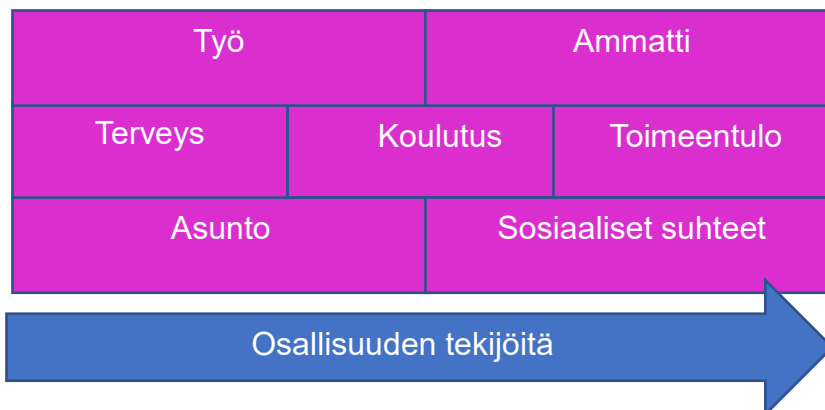 Työ
Ammatti
Terveys
Koulutus
Toimeentulo
Asunto
Sosiaaliset suhteet
Osallisuuden tekijöitä